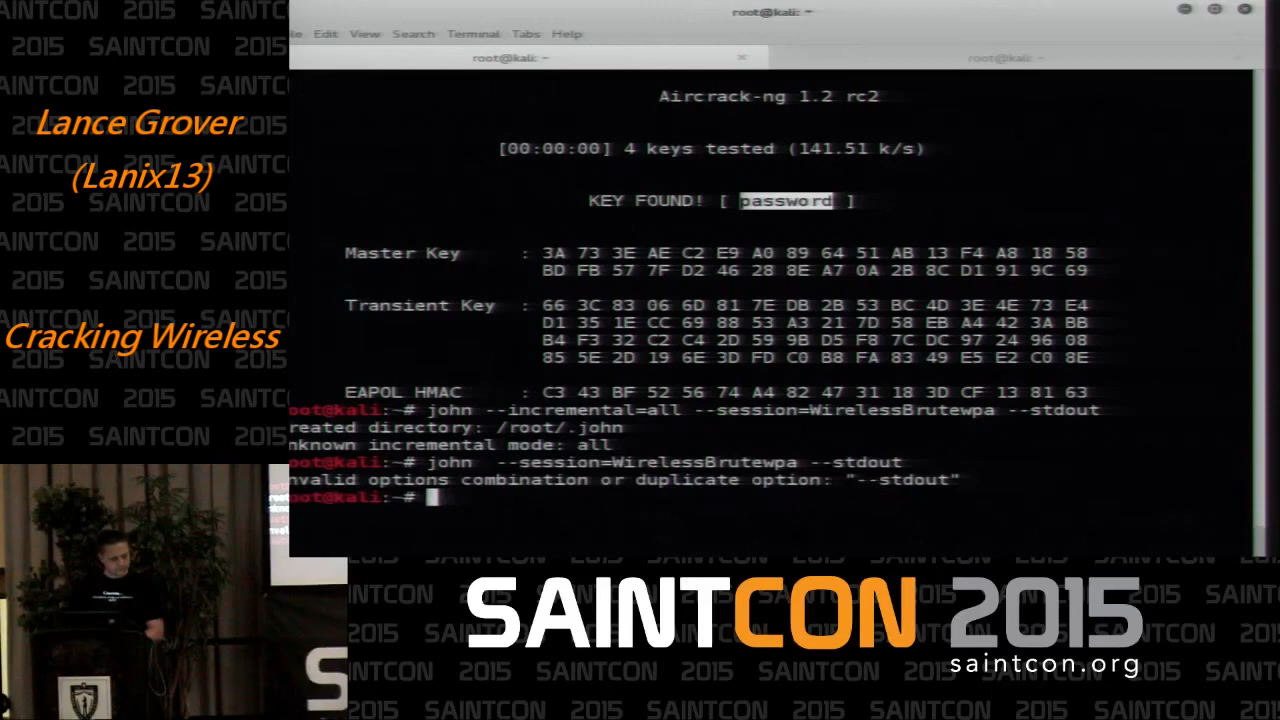 Lance Grover
(Lanix13)
Cracking Wireless
root@kali: ~
le Edit View Search Terminal Tabs Help
root@kali: ~
root@kali: ~
Aircrack-ng 1.2 rc2
[00:00:00] 4 keys tested (141.51 k/s)
KEY FOUND! [ password ]
Master Key : 3A 73 3E AE C2 E9 A0 89 64 51 AB 13 F4 A8 18 58
BD FB 57 7F D2 46 28 8E A7 0A 2B 8C D1 91 9C 69
Transient Key : 66 3C 83 06 6D 81 7E DB 2B 53 BC 4D 3E 4E 73 E4
D1 35 1E CC 69 88 53 A3 21 7D 58 EB A4 42 3A BB
B4 F3 32 C2 C4 2D 59 9B D5 F8 7C DC 97 24 96 08
85 5E 2D 19 6E 3D FD C0 B8 FA 83 49 E5 E2 C0 8E
EAPOL HMAC : C3 43 BF 52 56 74 A4 82 47 31 18 3D CF 13 81 63
oot@kali:~# john --incremental=all --session=WirelessBrutewpa --stdout
reated directory: /root/.john
nknown incremental mode: all
oot@kali:~# john --session=WirelessBrutewpa --stdout
nvalid options combination or duplicate option: "--stdout"
oot@kali:~#
SAINTCON 2015
saintcon.org